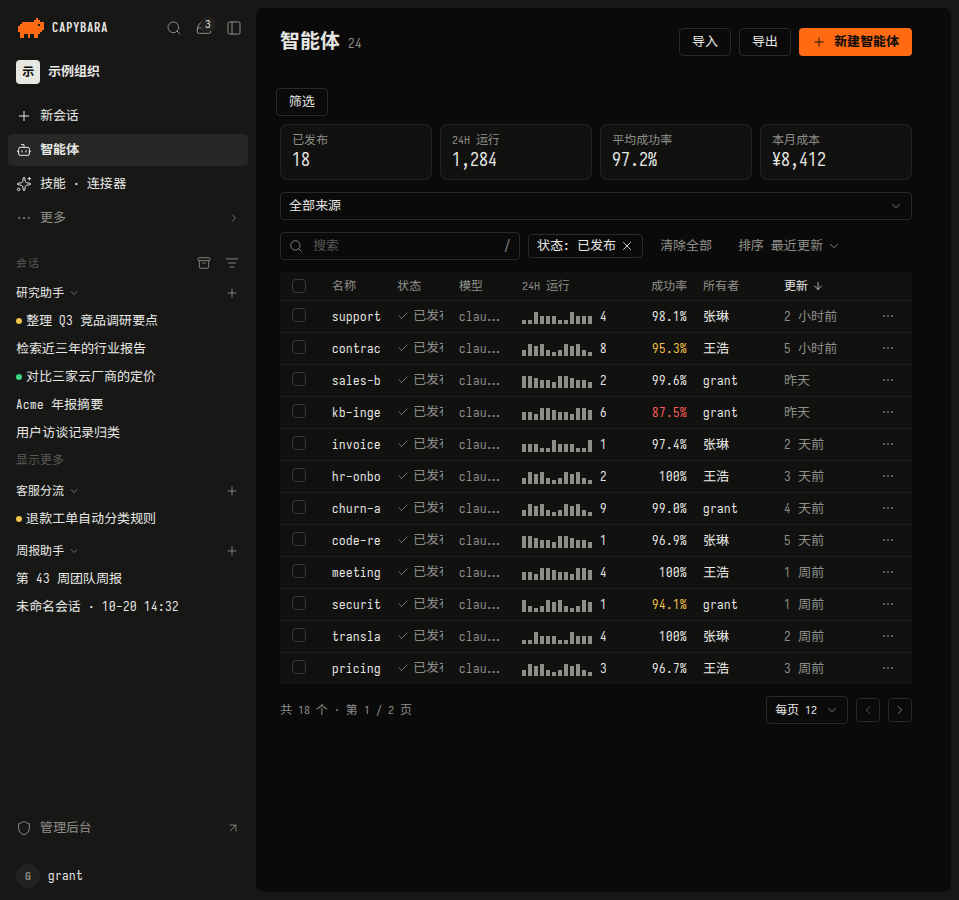 CAPYBARA 3
示 示例组织
新会话
智能体
技能 · 连接器
更多
会话
研究助手
整理 Q3 竞品调研要点
检索近三年的行业报告
对比三家云厂商的定价
Acme 年报摘要
用户访谈记录归类
显示更多
客服分流
退款工单自动分类规则
周报助手
第 43 周团队周报
未命名会话 · 10-20 14:32
管理后台
G grant
智能体 24
导入 导出 + 新建智能体
筛选
已发布 24H 运行 平均成功率 本月成本
18 1,284 97.2% ¥8,412
全部来源
搜索 / 状态: 已发布 清除全部 排序 最近更新
名称 状态 模型 24H 运行 成功率 所有者 更新 ↓
support 已发布 clau... 4 98.1% 张琳 2 小时前 ···
contrac 已发布 clau... 8 95.3% 王浩 5 小时前 ···
sales-b 已发布 clau... 2 99.6% grant 昨天 ···
kb-inge 已发布 clau... 6 87.5% grant 昨天 ···
invoice 已发布 clau... 1 97.4% 张琳 2 天前 ···
hr-onbo 已发布 clau... 2 100% 王浩 3 天前 ···
churn-a 已发布 clau... 9 99.0% grant 4 天前 ···
code-re 已发布 clau... 1 96.9% 张琳 5 天前 ···
meeting 已发布 clau... 4 100% 王浩 1 周前 ···
securit 已发布 clau... 1 94.1% grant 1 周前 ···
transla 已发布 clau... 4 100% 张琳 2 周前 ···
pricing 已发布 clau... 3 96.7% 王浩 3 周前 ···
共 18 个 · 第 1 / 2 页 每页 12